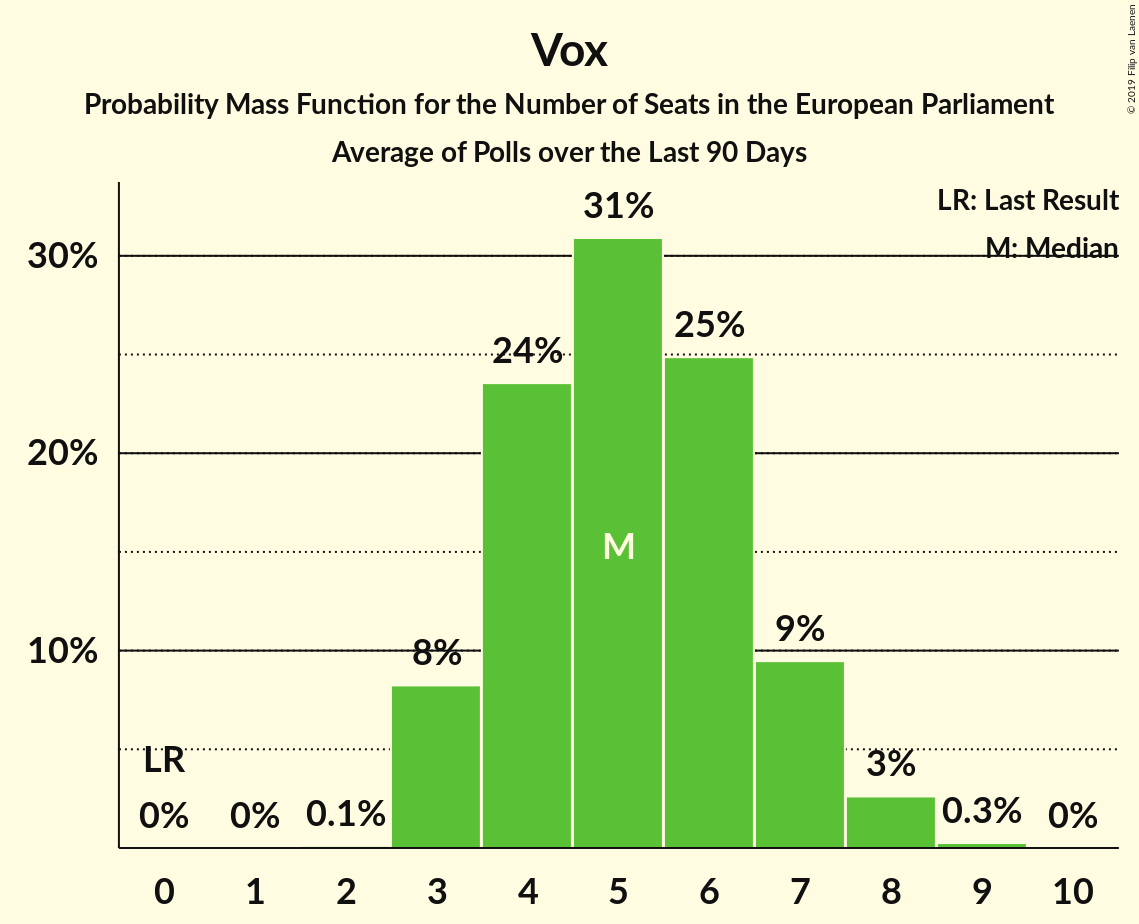 Vox
Probability Mass Function for the Number of Seats in the European Parliament
Average of Polls over the Last 90 Days
© 2019 Filip van Laenen
LR: Last Result
M: Median
30%
20%
10%
LR
0%
0%
0.1%
8%
24%
31%
M
25%
9%
3%
0.3%
0%
0 1 2 3 4 5 6 7 8 9 10